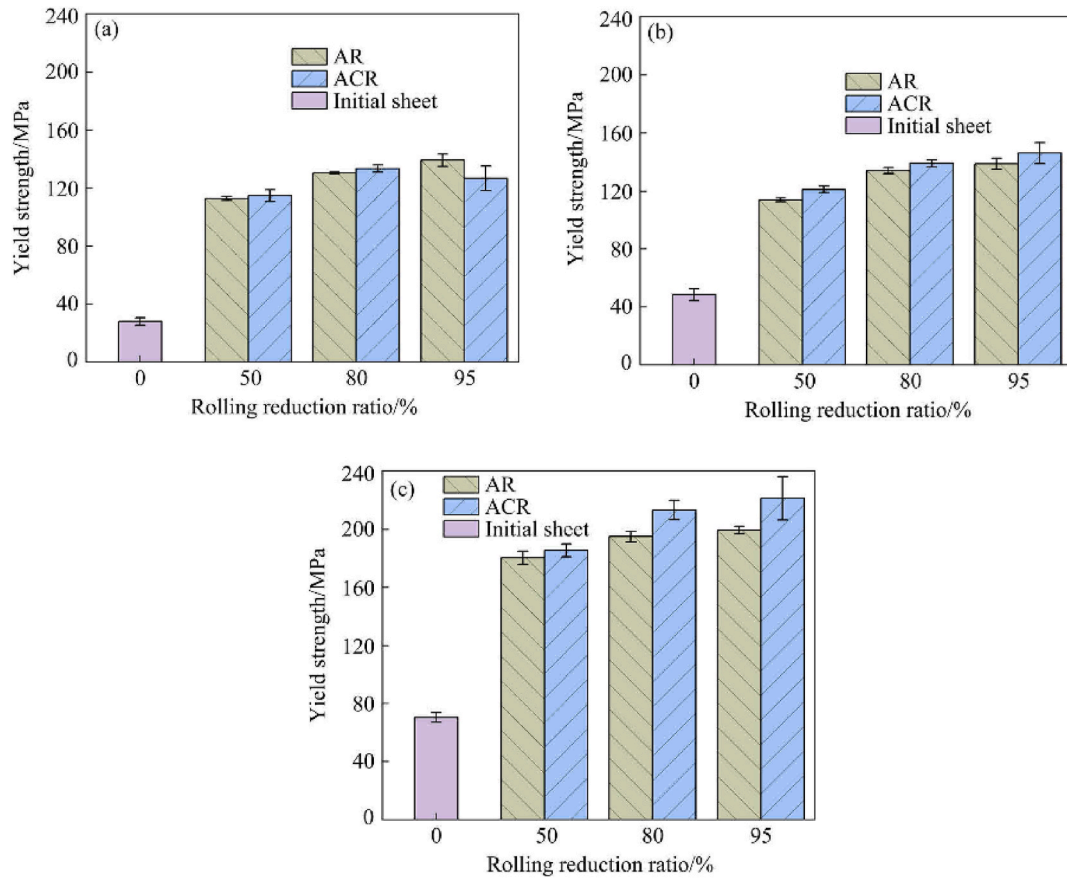 (a)
AR
ACR
Initial sheet
240
200
160
120
80
40
0
Yield strength/MPa
0 50 80 95
Rolling reduction ratio/%
(b)
AR
ACR
Initial sheet
240
200
160
120
80
40
0
Yield strength/MPa
0 50 80 95
Rolling reduction ratio/%
(c)
AR
ACR
Initial sheet
240
200
160
120
80
40
0
Yield strength/MPa
0 50 80 95
Rolling reduction ratio/%